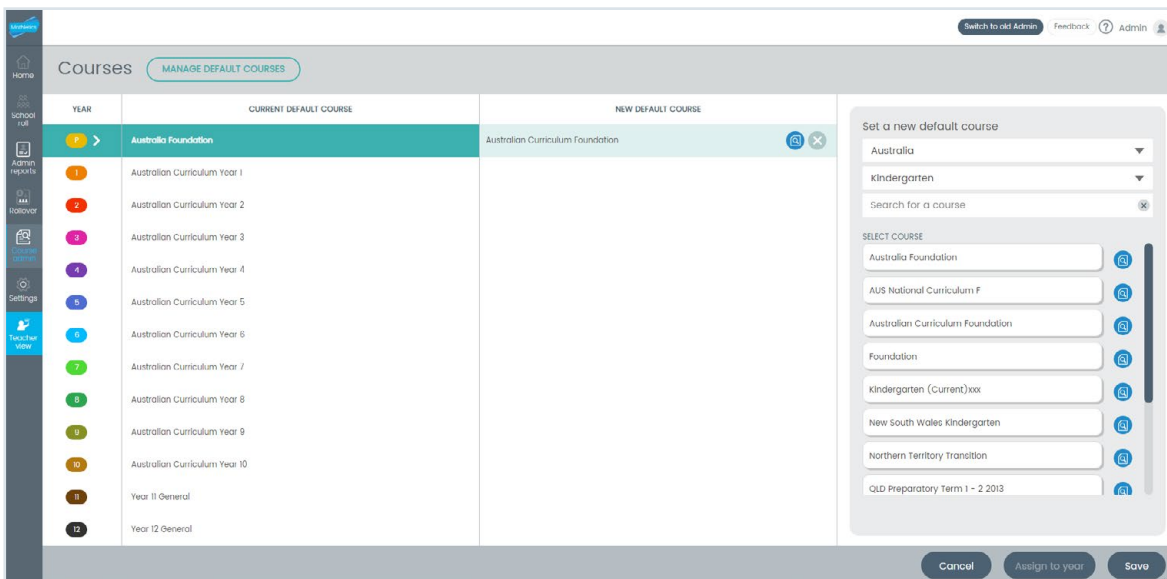 Mathletics
Switch to old Admin
Feedback
?
Admin
Home
School
roll
Admin
reports
Rollover
Course
admin
Settings
Teacher
view
Courses
MANAGE DEFAULT COURSES
YEAR
CURRENT DEFAULT COURSE
NEW DEFAULT COURSE
P
Australia Foundation
Australian Curriculum Foundation
1
Australian Curriculum Year 1
2
Australian Curriculum Year 2
3
Australian Curriculum Year 3
4
Australian Curriculum Year 4
5
Australian Curriculum Year 5
6
Australian Curriculum Year 6
7
Australian Curriculum Year 7
8
Australian Curriculum Year 8
9
Australian Curriculum Year 9
10
Australian Curriculum Year 10
11
Year 11 General
12
Year 12 General
Set a new default course
Australia
Kindergarten
Search for a course
SELECT COURSE
Australia Foundation
AUS National Curriculum F
Australian Curriculum Foundation
Foundation
Kindergarten (Current)xxx
New South Wales Kindergarten
Northern Territory Transition
QLD Preparatory Term 1 - 2 2013
Cancel
Assign to year
Save